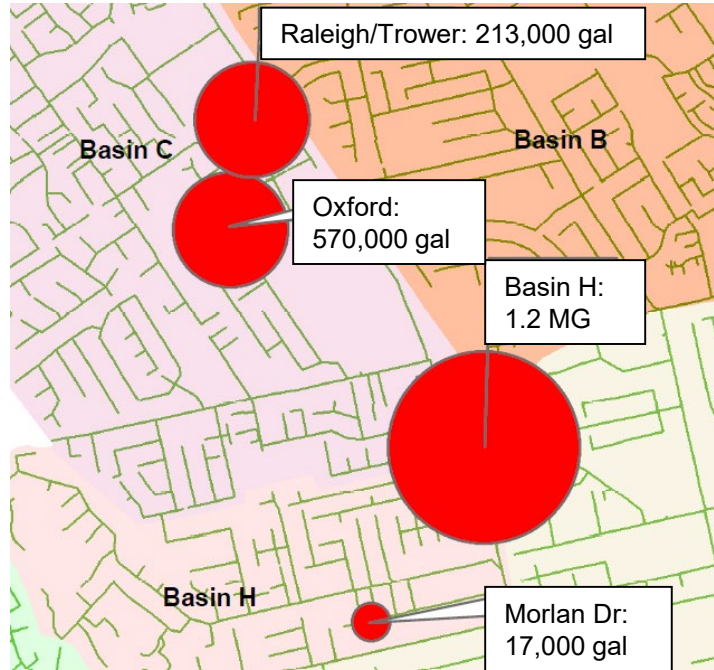 Raleigh/Trower: 213,000 gal
Basin C
Basin B
Oxford:
570,000 gal
Basin H:
1.2 MG
Basin H
Morlan Dr:
17,000 gal